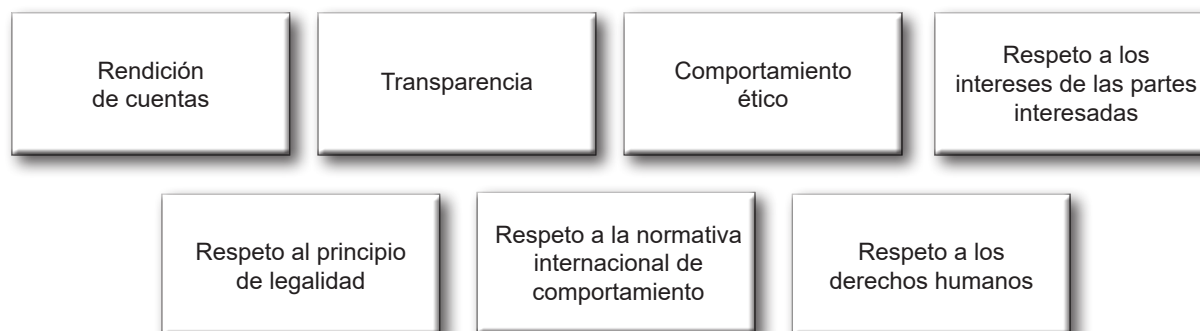 Rendición
de cuentas
Transparencia
Comportamiento
ético
Respeto a los
intereses de las partes
interesadas
Respeto al principio
de legalidad
Respeto a la normativa
internacional de
comportamiento
Respeto a los
derechos humanos